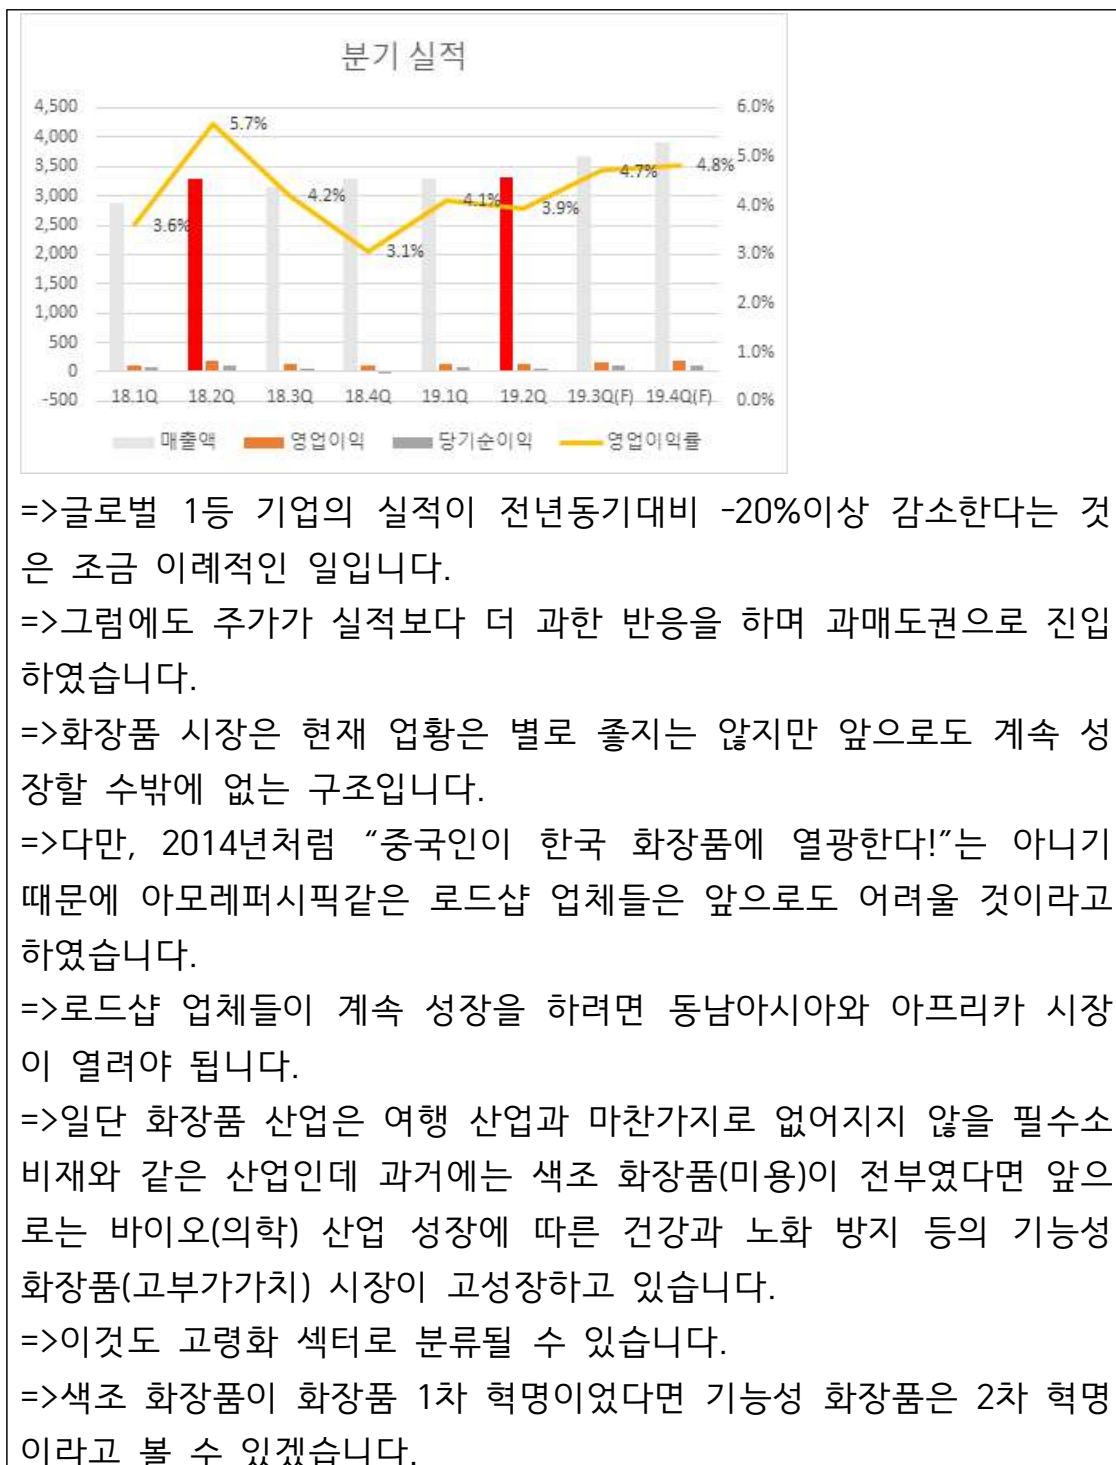 분기 실적
4,500
4,000
3,500
3,000
2,500
2,000
1,500
1,000
500
0
-500
6.0%
5.0%
4.0%
3.0%
2.0%
1.0%
0.0%
3.6%
5.7%
4.2%
3.1%
4.1%
3.9%
4.7%
4.8%
18.1Q 18.2Q 18.3Q 18.4Q 19.1Q 19.2Q 19.3Q(F) 19.4Q(F)
매출액 영업이익 당기순이익 영업이익률
=>글로벌 1등 기업의 실적이 전년동기대비 -20%이상 감소한다는 것
은 조금 이례적인 일입니다.
=>그럼에도 주가가 실적보다 더 과한 반응을 하며 과매도권으로 진입
하였습니다.
=>화장품 시장은 현재 업황은 별로 좋지는 않지만 앞으로도 계속 성
장할 수밖에 없는 구조입니다.
=>다만, 2014년처럼 “중국인이 한국 화장품에 열광한다!”는 아니기
때문에 아모레퍼시픽같은 로드샵 업체들은 앞으로도 어려울 것이라고
하였습니다.
=>로드샵 업체들이 계속 성장을 하려면 동남아시아와 아프리카 시장
이 열려야 됩니다.
=>일단 화장품 산업은 여행 산업과 마찬가지로 없어지지 않을 필수소
비재와 같은 산업인데 과거에는 색조 화장품(미용)이 전부였다면 앞으
로는 바이오(의학) 산업 성장에 따른 건강과 노화 방지 등의 기능성
화장품(고부가가치) 시장이 고성장하고 있습니다.
=>이것도 고령화 섹터로 분류될 수 있습니다.
=>색조 화장품이 화장품 1차 혁명이었다면 기능성 화장품은 2차 혁명
이라고 볼 수 있겠습니다.